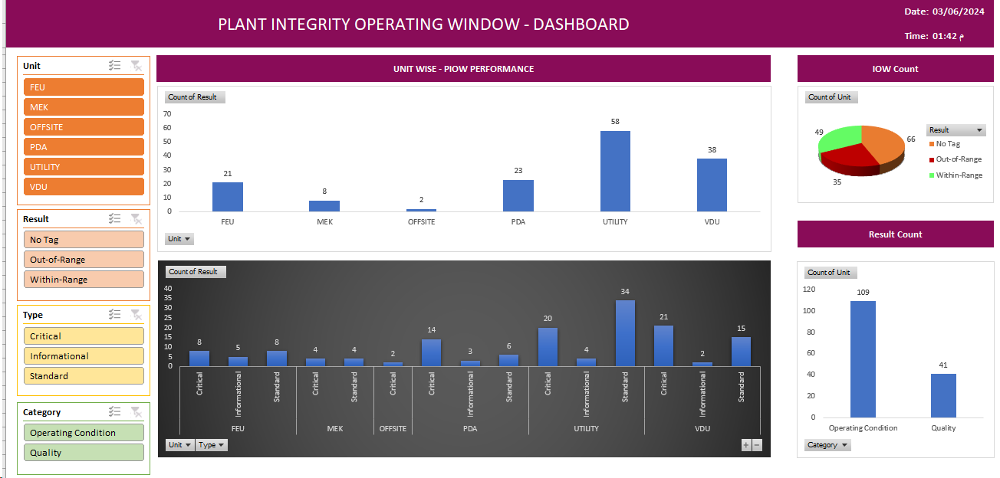 PLANT INTEGRITY OPERATING WINDOW - DASHBOARD
Date: 03/06/2024
Time: 01:42 م
Unit
FEU
MEK
OFFSITE
PDA
UTILITY
VDU
Result
No Tag
Out-of-Range
Within-Range
Type
Critical
Informational
Standard
Category
Operating Condition
Quality
UNIT WISE - PIOW PERFORMANCE
Count of Result
70
60
50
40
30
20
10
0
21
8
2
23
58
38
FEU
MEK
OFFSITE
PDA
UTILITY
VDU
Unit
Count of Result
40
35
30
25
20
15
10
5
0
8
5
8
4
4
2
14
3
6
20
4
34
21
2
15
Critical
Informational
Standard
Critical
Standard
Critical
Critical
Informational
Standard
Critical
Informational
Standard
Critical
Informational
Standard
FEU
MEK
OFFSITE
PDA
UTILITY
VDU
Unit
Type
+ −
IOW Count
Count of Unit
49
66
35
Result
No Tag
Out-of-Range
Within-Range
Result Count
Count of Unit
120
100
80
60
40
20
0
109
41
Operating Condition
Quality
Category